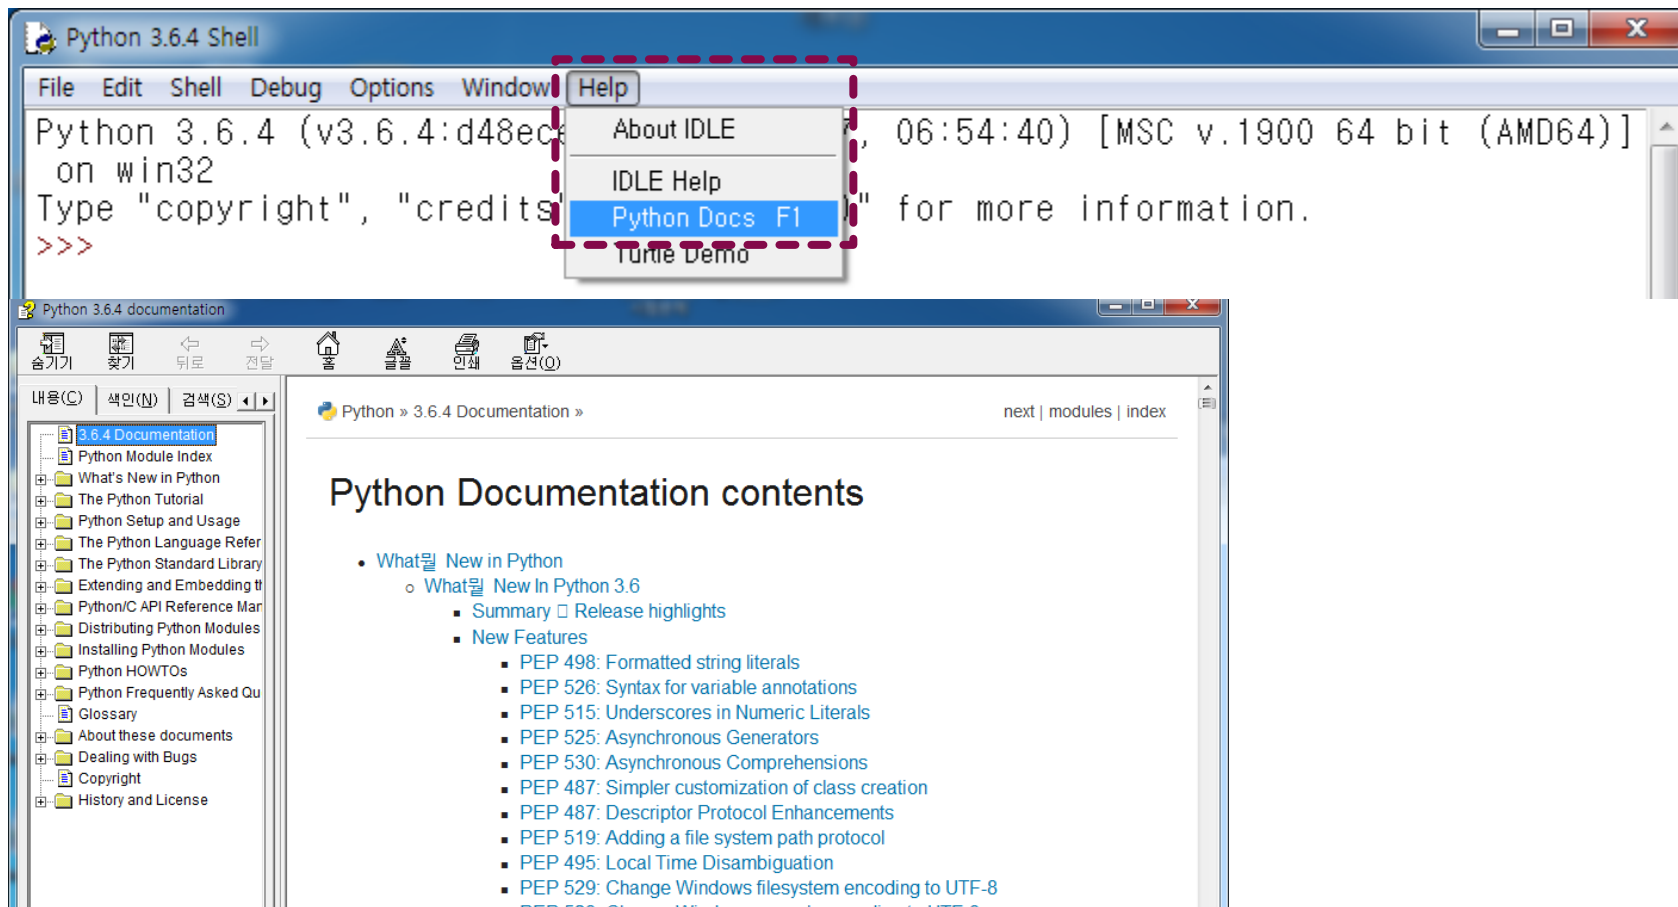 Python 3.6.4 Shell
File Edit Shell Debug Options Window Help
Python 3.6.4 (v3.6.4:d48ece , 06:54:40) [MSC v.1900 64 bit (AMD64)]
on win32
Type "copyright", "credits" " for more information.
>>>
About IDLE
IDLE Help
Python Docs F1
Turtle Demo
Python 3.6.4 documentation
숨기기 찾기 뒤로 전달 홈 글꼴 인쇄 옵션(O)
내용(C) 색인(N) 검색(S)
3.6.4 Documentation
Python Module Index
What's New in Python
The Python Tutorial
Python Setup and Usage
The Python Language Refer
The Python Standard Library
Extending and Embedding th
Python/C API Reference Man
Distributing Python Modules
Installing Python Modules
Python HOWTOs
Python Frequently Asked Qu
Glossary
About these documents
Dealing with Bugs
Copyright
History and License
Python » 3.6.4 Documentation »
next | modules | index
Python Documentation contents
What뭩 New in Python
What뭩 New In Python 3.6
Summary □ Release highlights
New Features
PEP 498: Formatted string literals
PEP 526: Syntax for variable annotations
PEP 515: Underscores in Numeric Literals
PEP 525: Asynchronous Generators
PEP 530: Asynchronous Comprehensions
PEP 487: Simpler customization of class creation
PEP 487: Descriptor Protocol Enhancements
PEP 519: Adding a file system path protocol
PEP 495: Local Time Disambiguation
PEP 529: Change Windows filesystem encoding to UTF-8